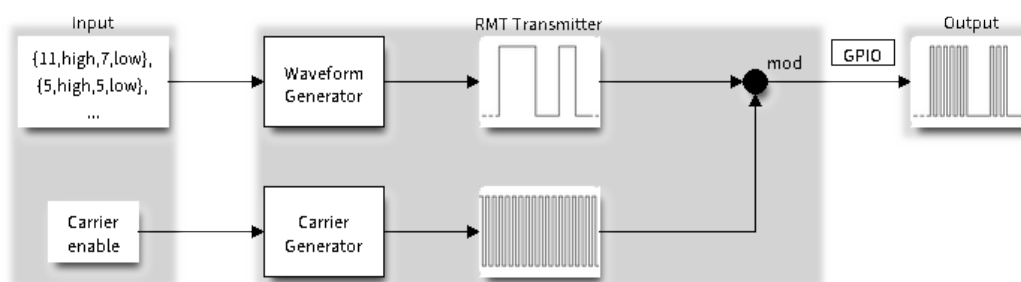 Input
RMT Transmitter
Output
{11,high,7,low},
{5,high,5,low},
...
Waveform
Generator
mod
GPIO
Carrier
enable
Carrier
Generator